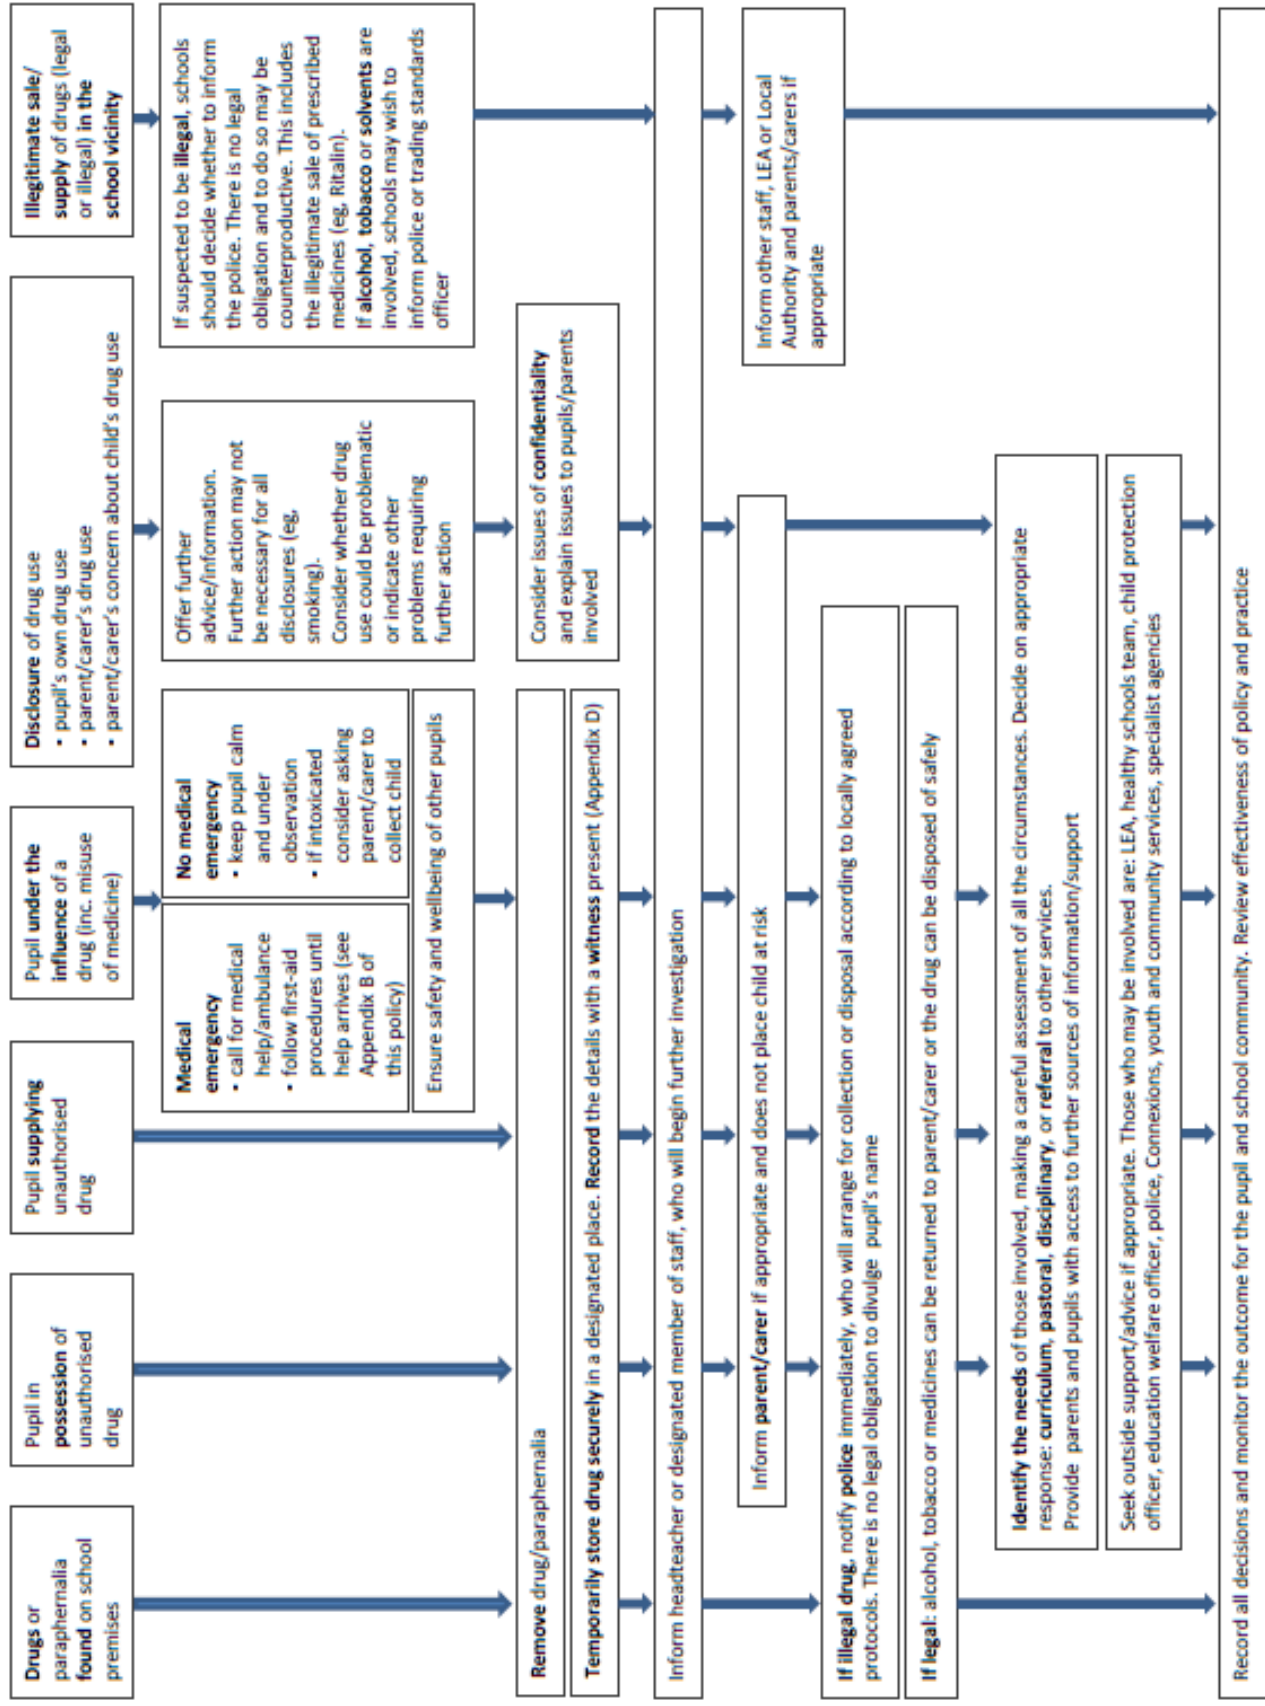 Drugs or
paraphernalia
found on school
premises
Pupil in
possession of
unauthorised
drug
Pupil supplying
unauthorised
drug
Pupil under the
influence of a
drug (inc. misuse
of medicine)
Disclosure of drug use
▪ pupil's own drug use
▪ parent/carer's drug use
▪ parent/carer's concern about child's drug use
Illegitimate sale/
supply of drugs (legal
or illegal) in the
school vicinity
Medical
emergency
▪ call for medical
help/ambulance
▪ follow first-aid
procedures until
help arrives (see
Appendix B of
this policy)
No medical
emergency
▪ keep pupil calm
and under
observation
▪ if intoxicated
consider asking
parent/carer to
collect child
Ensure safety and wellbeing of other pupils
Offer further
advice/information.
Further action may not
be necessary for all
disclosures (eg,
smoking).
Consider whether drug
use could be problematic
or indicate other
problems requiring
further action
If suspected to be illegal, schools
should decide whether to inform
the police. There is no legal
obligation and to do so may be
counterproductive. This includes
the illegitimate sale of prescribed
medicines (eg, Ritalin).
If alcohol, tobacco or solvents are
involved, schools may wish to
inform police or trading standards
officer
Remove drug/paraphernalia
Temporarily store drug securely in a designated place. Record the details with a witness present (Appendix D)
Consider issues of confidentiality
and explain issues to pupils/parents
involved
Inform headteacher or designated member of staff, who will begin further investigation
Inform parent/carer if appropriate and does not place child at risk
Inform other staff, LEA or Local
Authority and parents/carers if
appropriate
If illegal drug, notify police immediately, who will arrange for collection or disposal according to locally agreed
protocols. There is no legal obligation to divulge pupil's name
If legal: alcohol, tobacco or medicines can be returned to parent/carer or the drug can be disposed of safely
Identify the needs of those involved, making a careful assessment of all the circumstances. Decide on appropriate
response: curriculum, pastoral, disciplinary, or referral to other services.
Provide parents and pupils with access to further sources of information/support
Seek outside support/advice if appropriate. Those who may be involved are: LEA, healthy schools team, child protection
officer, education welfare officer, police, Connexions, youth and community services, specialist agencies
Record all decisions and monitor the outcome for the pupil and school community. Review effectiveness of policy and practice